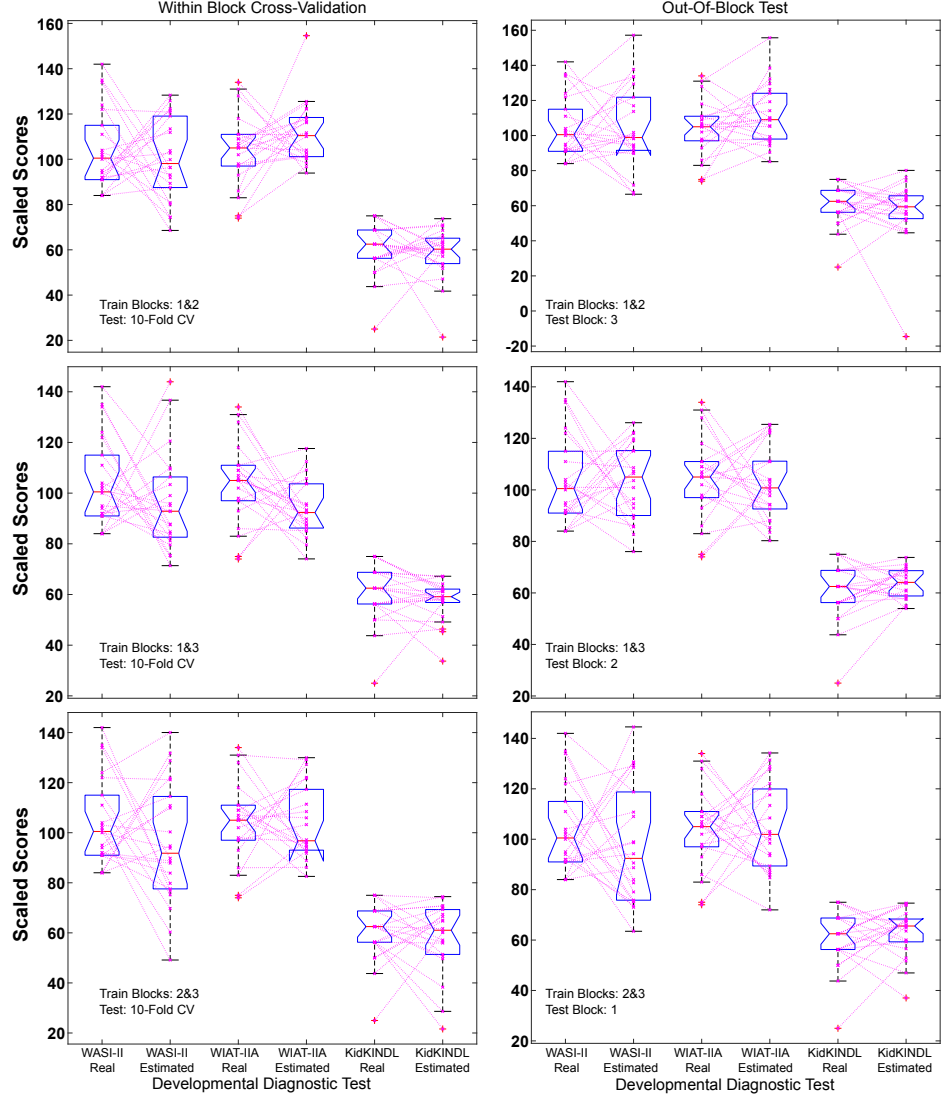 Within Block Cross-Validation
Out-Of-Block Test
Scaled Scores
160
140
120
100
80
60
40
20
Train Blocks: 1&2
Test: 10-Fold CV
160
140
120
100
80
60
40
20
0
-20
Train Blocks: 1&2
Test Block: 3
Scaled Scores
140
120
100
80
60
40
20
Train Blocks: 1&3
Test: 10-Fold CV
140
120
100
80
60
40
20
Train Blocks: 1&3
Test Block: 2
Scaled Scores
140
120
100
80
60
40
20
Train Blocks: 2&3
Test: 10-Fold CV
140
120
100
80
60
40
20
Train Blocks: 2&3
Test Block: 1
WASI-II WASI-II WIAT-IIA WIAT-IIA KidKINDL KidKINDL
Real Estimated Real Estimated Real Estimated
Developmental Diagnostic Test
WASI-II WASI-II WIAT-IIA WIAT-IIA KidKINDL KidKINDL
Real Estimated Real Estimated Real Estimated
Developmental Diagnostic Test